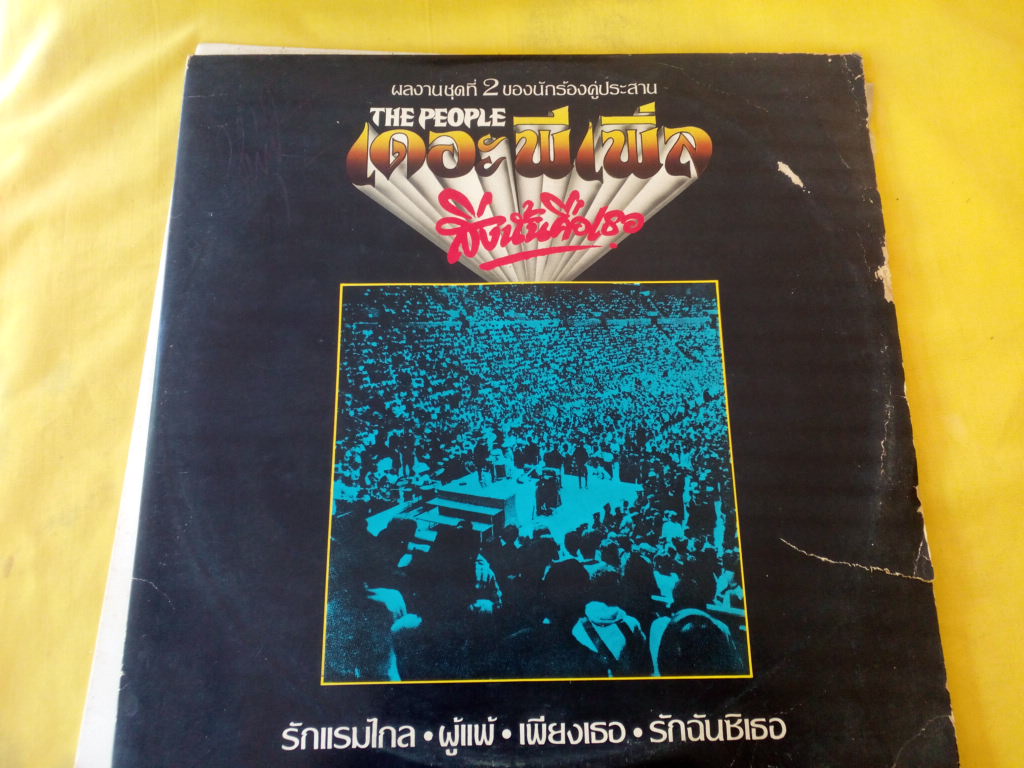 ผลงานชุดที่ 2 ของนักร้องคู่ประสาน
THE PEOPLE
เดอะพีเพิ่ล
สิ่งนั้นคือเธอ
รักแรมไกล • ผู้แพ้ • เพียงเธอ • รักฉันซิเธอ